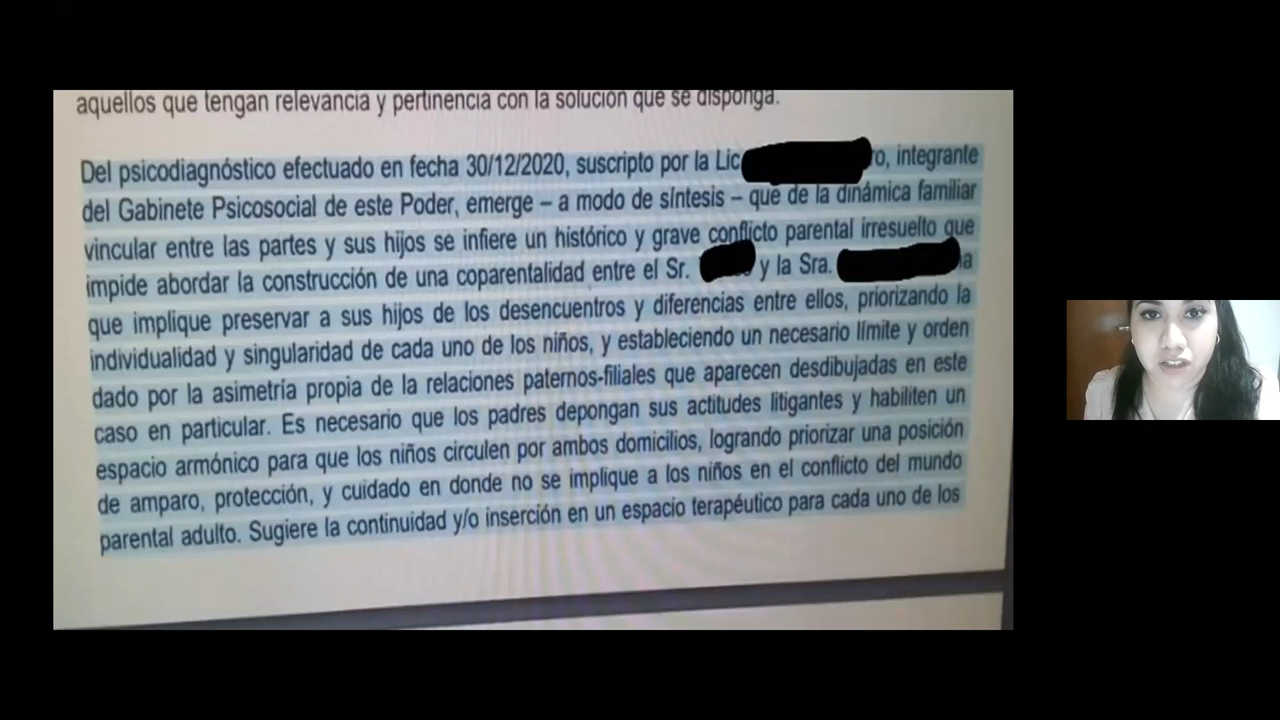 aquellos que tengan relevancia y pertinencia con la solución que se disponga.
Del psicodiagnóstico efectuado en fecha 30/12/2020, suscripto por la Lic o, integrante
del Gabinete Psicosocial de este Poder, emerge – a modo de síntesis – que de la dinámica familiar
vincular entre las partes y sus hijos se infiere un histórico y grave conflicto parental irresuelto que
impide abordar la construcción de una coparentalidad entre el Sr. y la Sra. a
que implique preservar a sus hijos de los desencuentros y diferencias entre ellos, priorizando la
individualidad y singularidad de cada uno de los niños, y estableciendo un necesario límite y orden
dado por la asimetría propia de la relaciones paternos-filiales que aparecen desdibujadas en este
caso en particular. Es necesario que los padres depongan sus actitudes litigantes y habiliten un
espacio armónico para que los niños circulen por ambos domicilios, logrando priorizar una posición
de amparo, protección, y cuidado en donde no se implique a los niños en el conflicto del mundo
parental adulto. Sugiere la continuidad y/o inserción en un espacio terapéutico para cada uno de los